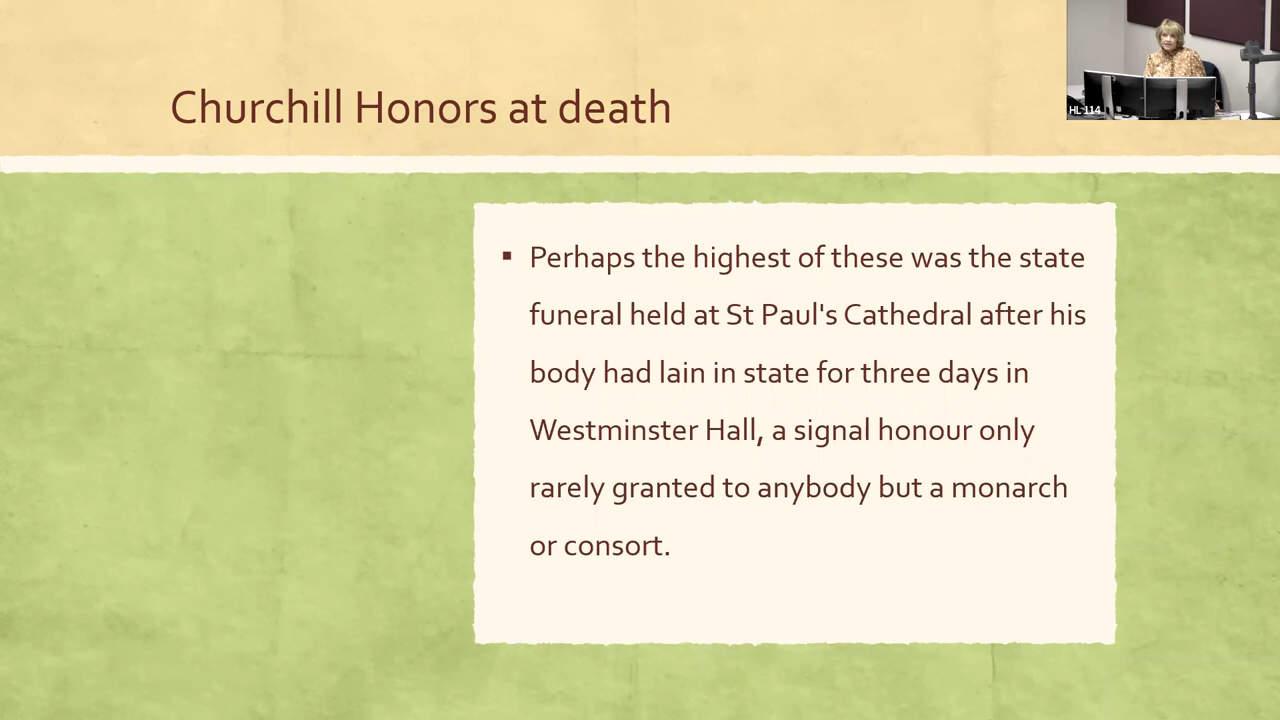 Churchill Honors at death
HL 114
▪ Perhaps the highest of these was the state
funeral held at St Paul's Cathedral after his
body had lain in state for three days in
Westminster Hall, a signal honour only
rarely granted to anybody but a monarch
or consort.